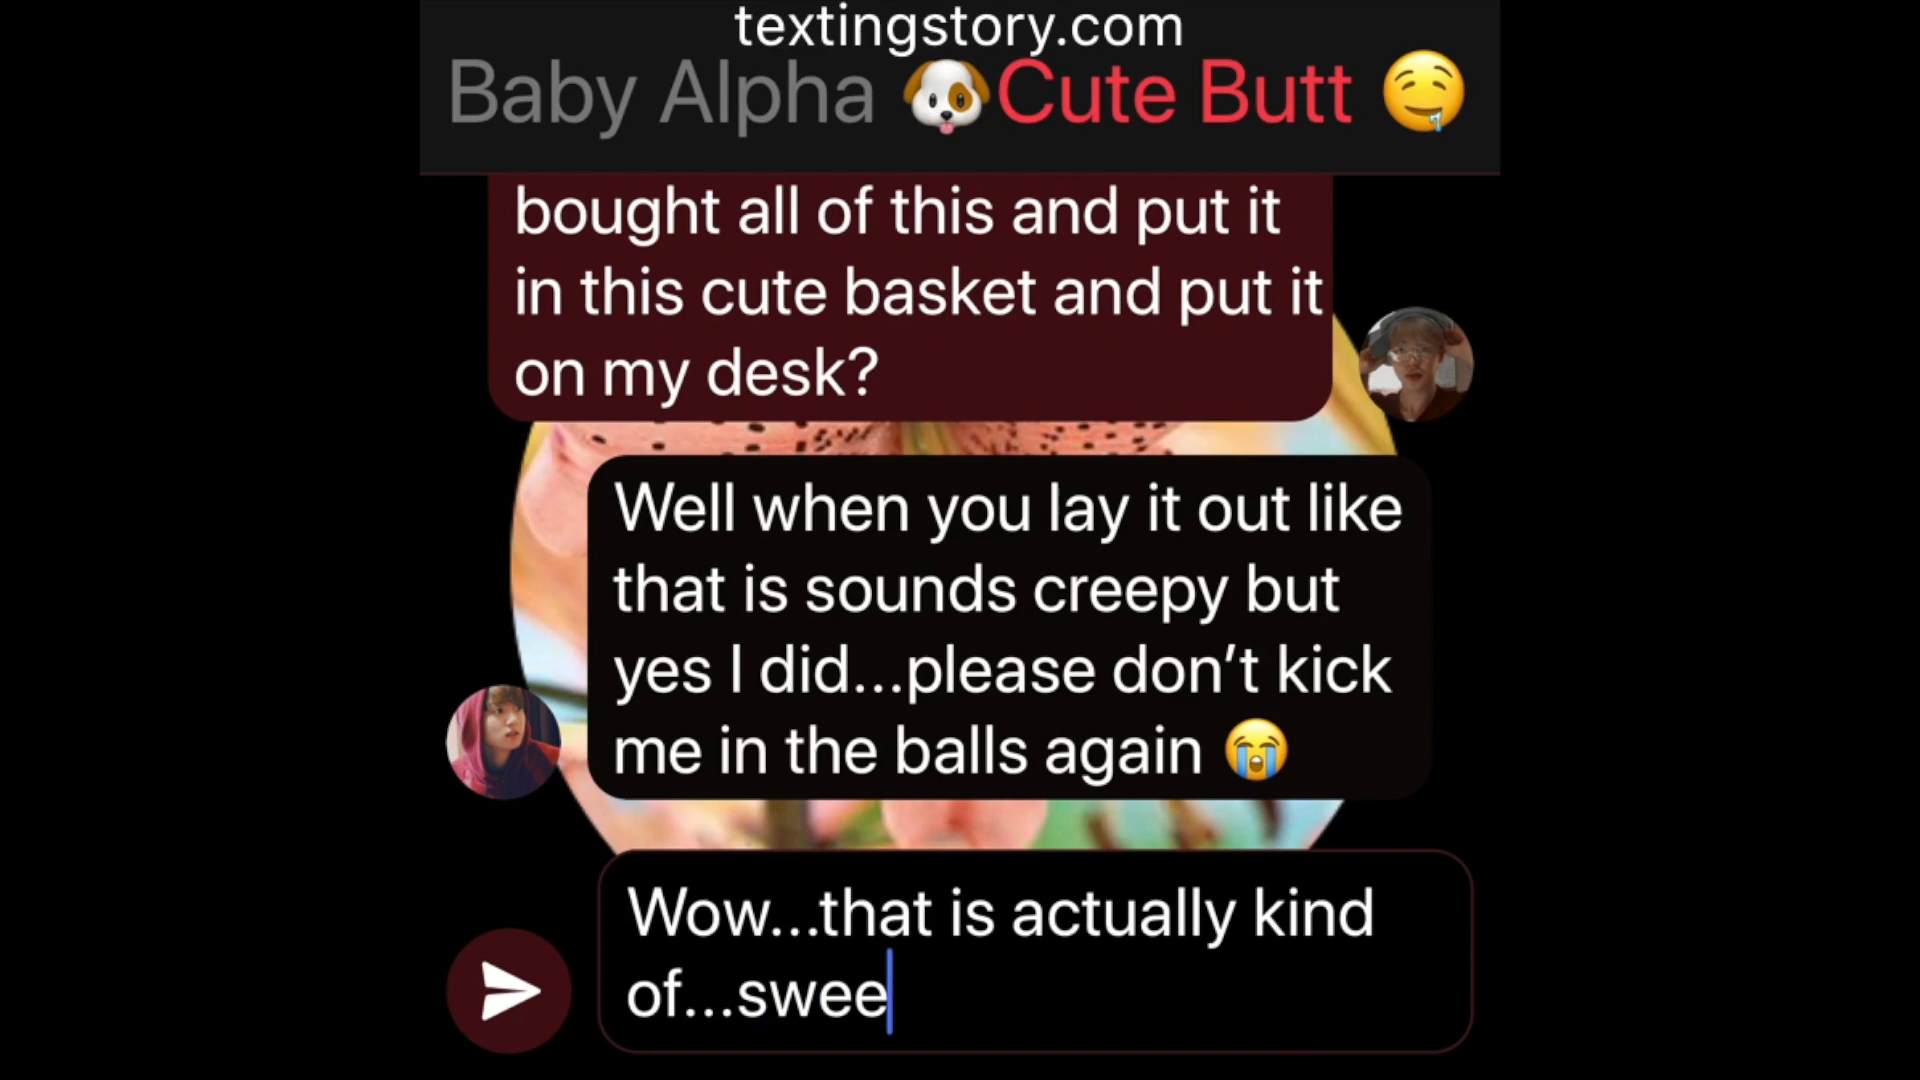 textingstory.com
Baby Alpha 🐶Cute Butt 🤤
bought all of this and put it
in this cute basket and put it
on my desk?
Well when you lay it out like
that is sounds creepy but
yes I did...please don’t kick
me in the balls again 😭
Wow...that is actually kind
of...swee